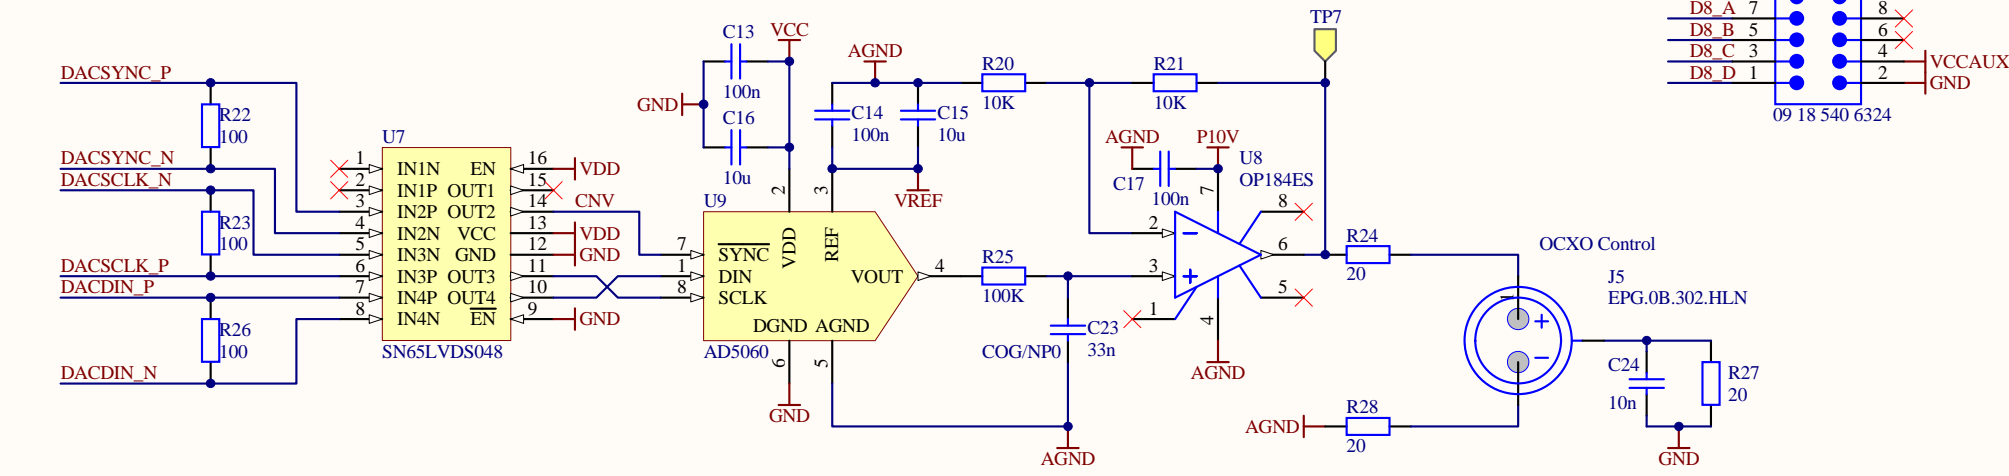 DACSYNC_P
R22
100
DACSYNC_N
DACSCLK_N
R23
100
DACSCLK_P
DACDIN_P
R26
100
DACDIN_N
U7
1 IN1N EN 16 VDD
2 IN1P OUT1 15
3 IN2P OUT2 14 CNV
4 IN2N VCC 13 VDD
5 IN3N GND 12 GND
6 IN3P OUT3 11
7 IN4P OUT4 10
8 IN4N EN 9 GND
SN65LVDS048
C13
100n
VCC
GND
C16
10u
U9
2 VDD
3 REF
7 SYNC
1 DIN
8 SCLK
VOUT 4
DGND AGND
6
5
AD5060
GND
AGND
C14
100n
C15
10u
VREF
R20
10K
R21
10K
TP7
R25
100K
C23
33n
COG/NP0
AGND
AGND
P10V
C17
100n
U8
OP184ES
7
2
3
1
4
8
6
5
AGND
R24
20
OCXO Control
J5
EPG.0B.302.HLN
AGND
R28
20
C24
10n
R27
20
GND
D8_A 7 8
D8_B 5 6
D8_C 3 4 VCCAUX
D8_D 1 2 GND
09 18 540 6324